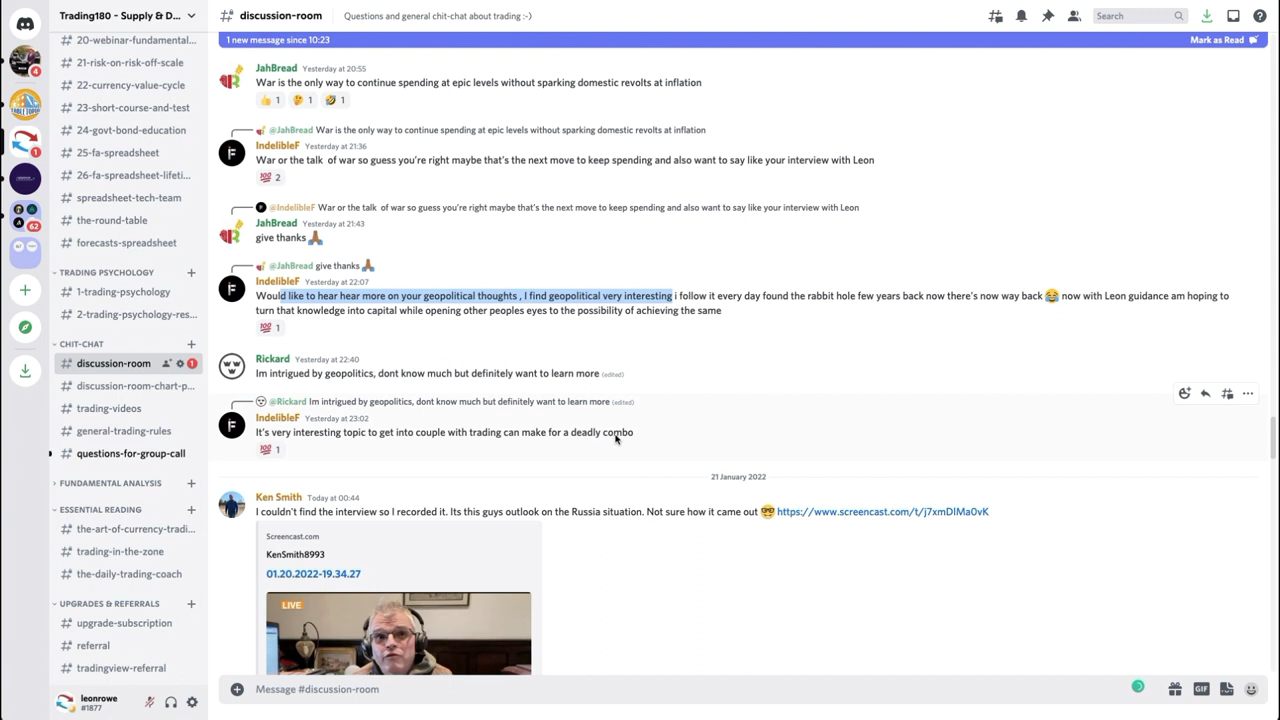 Trading180 - Supply & D...
20-webinar-fundamental...
21-risk-on-risk-off-scale
22-currency-value-cycle
23-short-course-and-test
24-govt-bond-education
25-fa-spreadsheet
26-fa-spreadsheet-lifeti...
spreadsheet-tech-team
the-round-table
forecasts-spreadsheet
TRADING PSYCHOLOGY
1-trading-psychology
2-trading-psychology-res...
CHIT-CHAT
discussion-room 1
discussion-room-chart-p...
trading-videos
general-trading-rules
questions-for-group-call
FUNDAMENTAL ANALYSIS
ESSENTIAL READING
the-art-of-currency-tradi...
trading-in-the-zone
the-daily-trading-coach
UPGRADES & REFERRALS
upgrade-subscription
referral
tradingview-referral
leonrowe
#1877
4
1
62
discussion-room Questions and general chit-chat about trading :-) Search
1 new message since 10:23 Mark as Read
JahBread Yesterday at 20:55
War is the only way to continue spending at epic levels without sparking domestic revolts at inflation
👍 1 🤔 1 🤣 1
@JahBread War is the only way to continue spending at epic levels without sparking domestic revolts at inflation
IndelibleF Yesterday at 21:36
War or the talk of war so guess you're right maybe that's the next move to keep spending and also want to say like your interview with Leon
💯 2
@IndelibleF War or the talk of war so guess you're right maybe that's the next move to keep spending and also want to say like your interview with Leon
JahBread Yesterday at 21:43
give thanks 🙏🏾
@JahBread give thanks 🙏🏾
IndelibleF Yesterday at 22:07
Would like to hear hear more on your geopolitical thoughts , I find geopolitical very interesting i follow it every day found the rabbit hole few years back now there's now way back 😂 now with Leon guidance am hoping to
turn that knowledge into capital while opening other peoples eyes to the possibility of achieving the same
💯 1
Rickard Yesterday at 22:40
Im intrigued by geopolitics, dont know much but definitely want to learn more (edited)
@Rickard Im intrigued by geopolitics, dont know much but definitely want to learn more (edited)
IndelibleF Yesterday at 23:02
It's very interesting topic to get into couple with trading can make for a deadly combo
💯 1
21 January 2022
Ken Smith Today at 00:44
I couldn't find the interview so I recorded it. Its this guys outlook on the Russia situation. Not sure how it came out 🤓 https://www.screencast.com/t/j7xmDlMa0vK
Screencast.com
KenSmith8993
01.20.2022-19.34.27
LIVE
Message #discussion-room
GIF